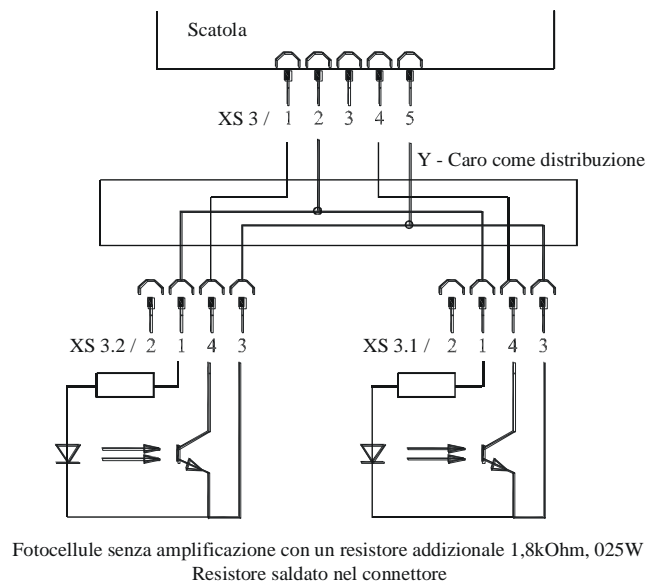 Scatola
XS 3 / 1 2 3 4 5
Y - Caro come distribuzione
XS 3.2 / 2 1 4 3 XS 3.1 / 2 1 4 3
Fotocellule senza amplificazione con un resistore addizionale 1,8kOhm, 025W
Resistore saldato nel connettore